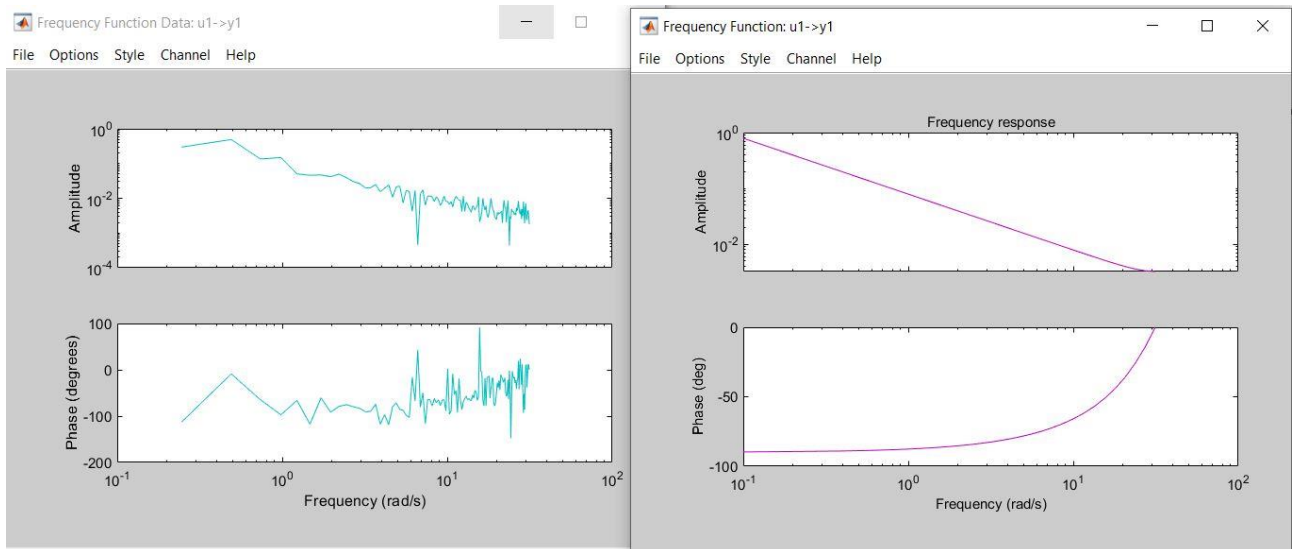 Frequency Function Data: u1->y1
File Options Style Channel Help
10^0
10^-2
10^-4
Amplitude
100
0
-100
-200
Phase (degrees)
10^-1 10^0 10^1 10^2
Frequency (rad/s)
Frequency Function: u1->y1
File Options Style Channel Help
Frequency response
10^0
10^-2
Amplitude
0
-50
-100
Phase (deg)
10^-1 10^0 10^1 10^2
Frequency (rad/s)